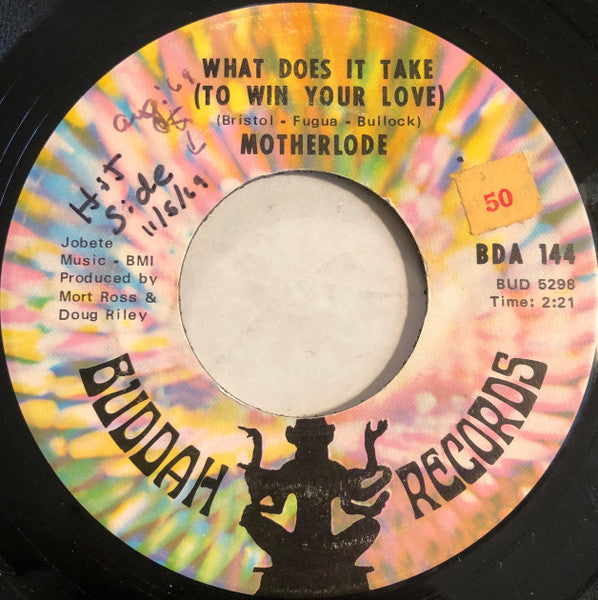 WHAT DOES IT TAKE
(TO WIN YOUR LOVE)
(Bristol - Fugua - Bullock)
MOTHERLODE
Hit
Side
11/5/69
50
Jobete
Music - BMI
Produced by
Mort Ross &
Doug Riley
BDA 144
BUD 5298
Time: 2:21
BUDDAH RECORDS